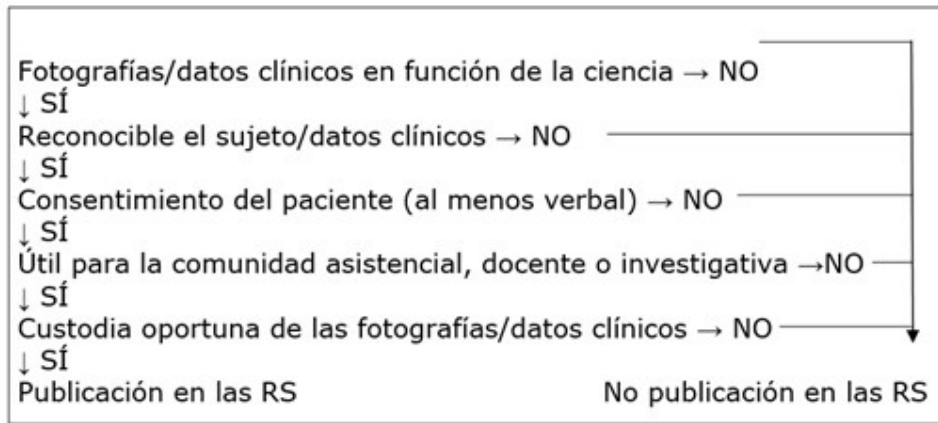 Fotografías/datos clínicos en función de la ciencia → NO
↓ SÍ
Reconocible el sujeto/datos clínicos → NO
↓ SÍ
Consentimiento del paciente (al menos verbal) → NO
↓ SÍ
Útil para la comunidad asistencial, docente o investigativa →NO
↓ SÍ
Custodia oportuna de las fotografías/datos clínicos → NO
↓ SÍ
Publicación en las RS No publicación en las RS